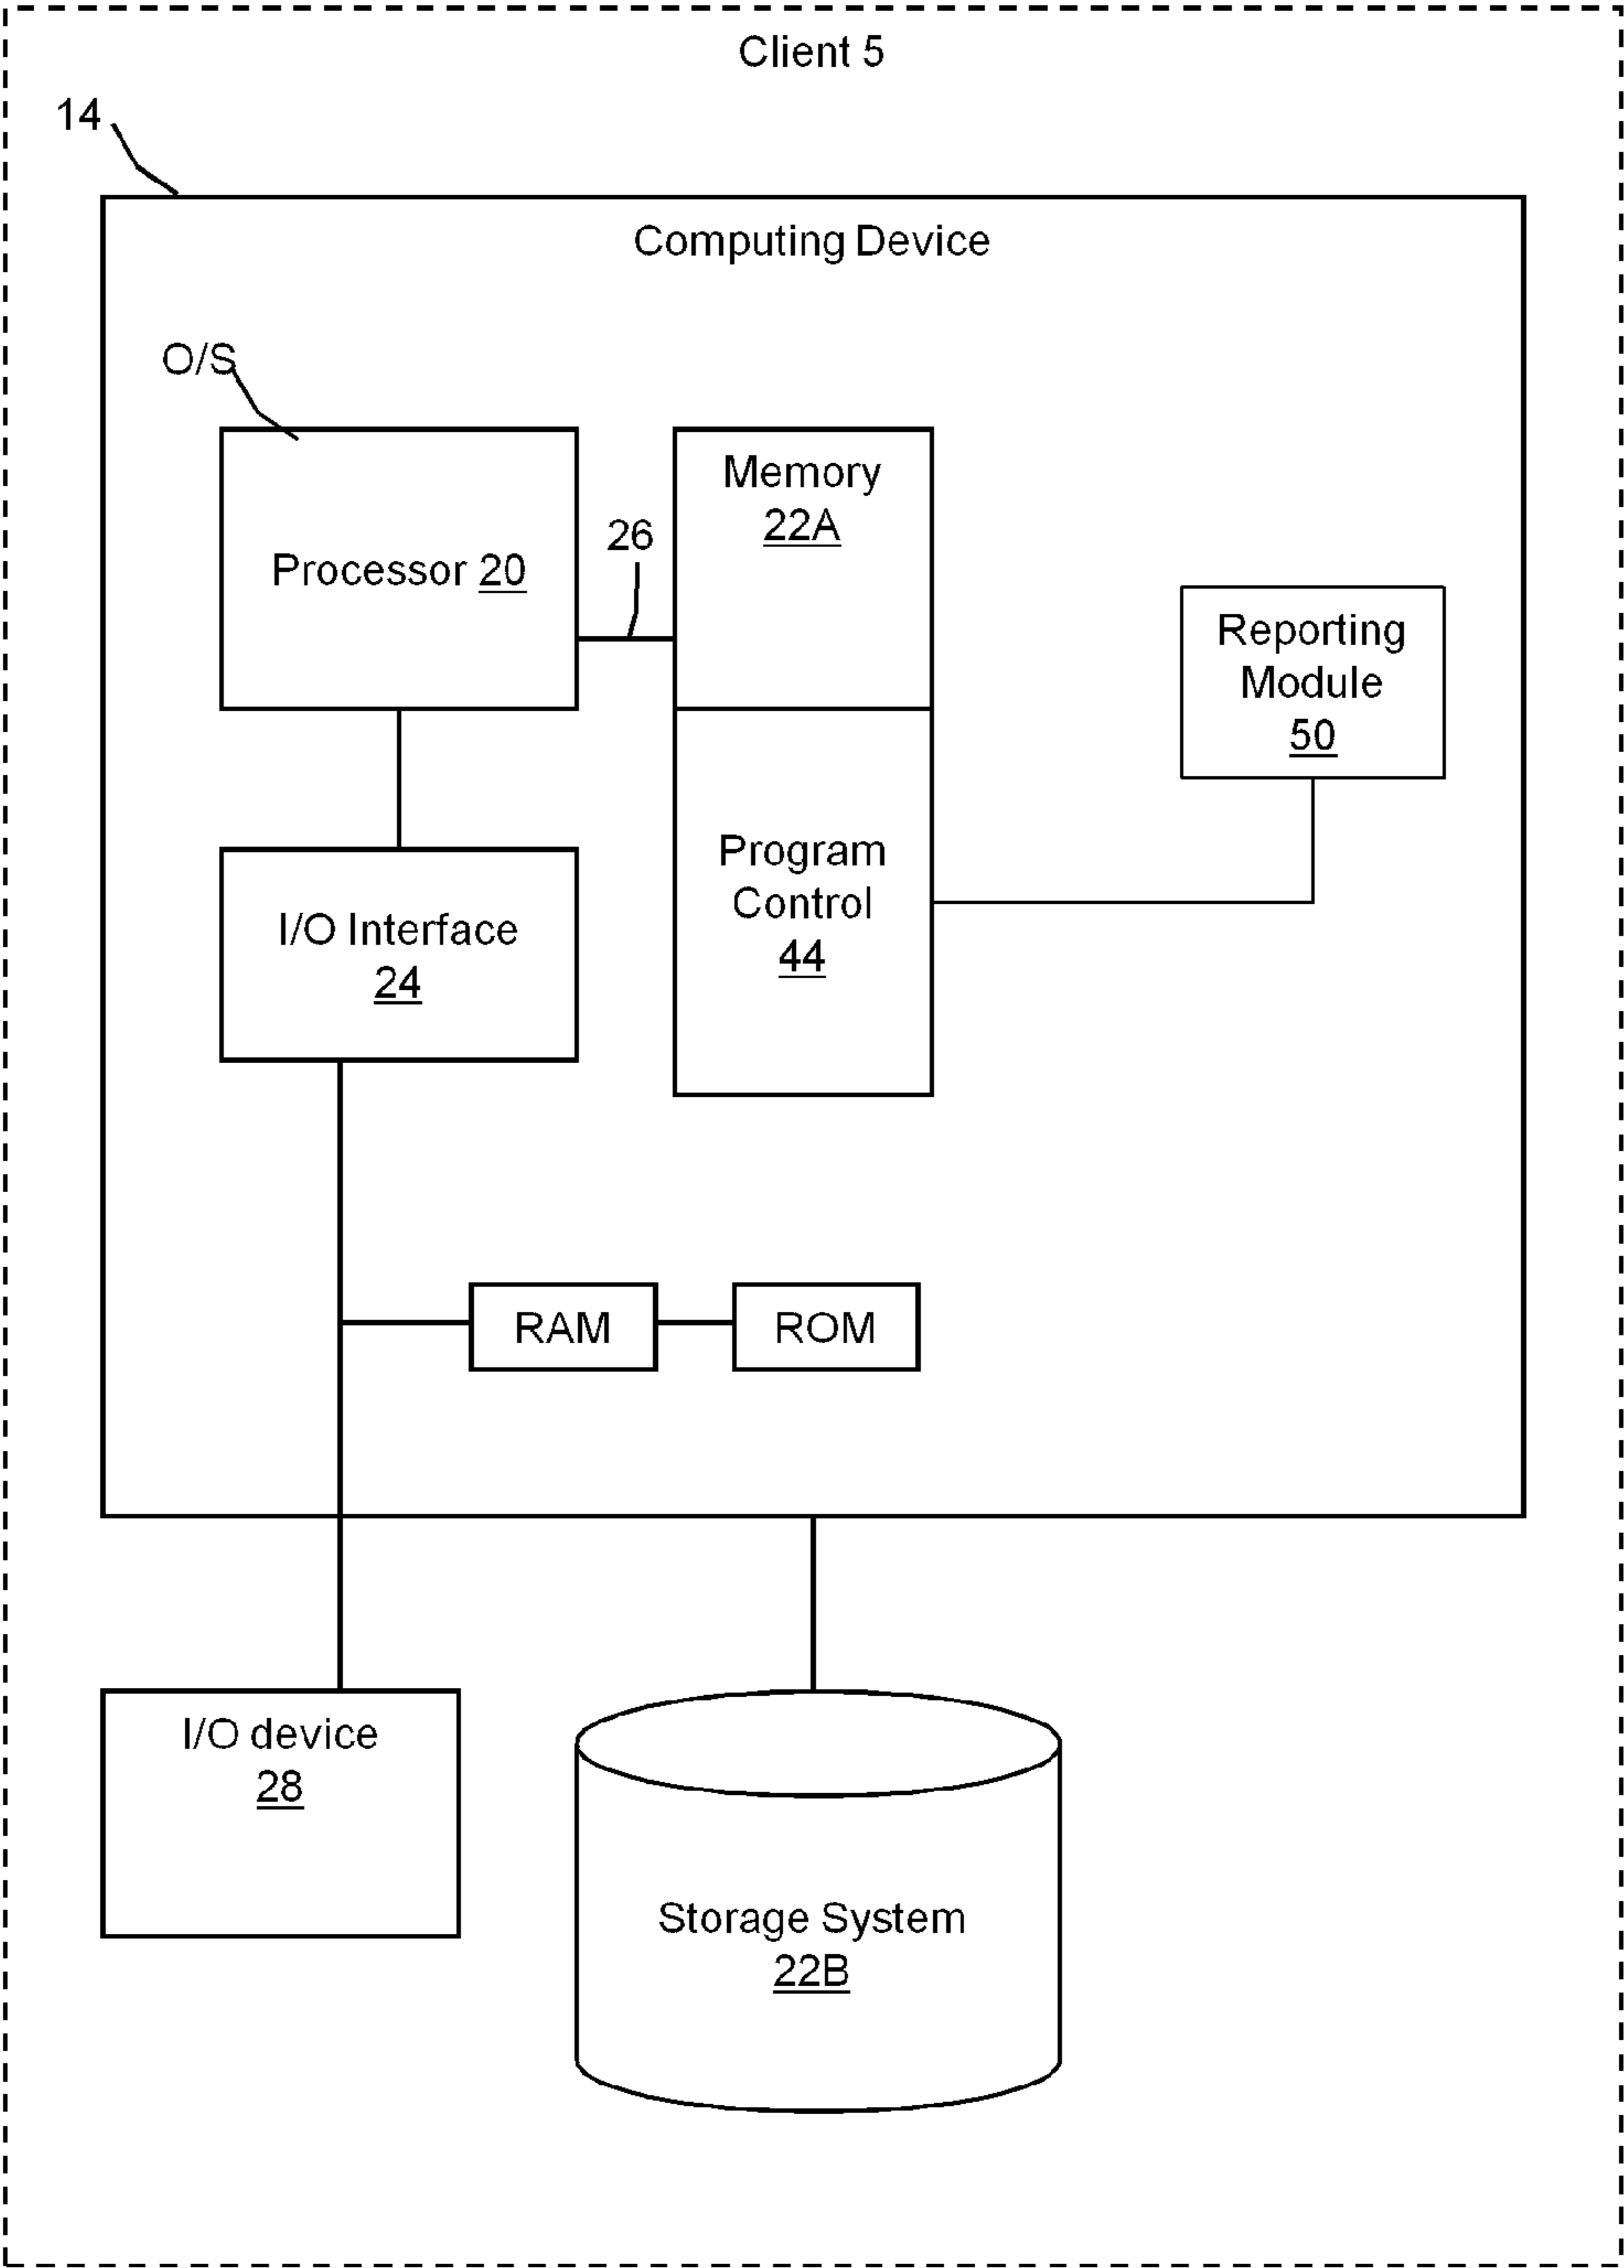 Client 5
14
Computing Device
O/S
Memory
22A
26
Processor 20
Reporting
Module
50
Program
Control
44
I/O Interface
24
RAM
ROM
I/O device
28
Storage System
22B